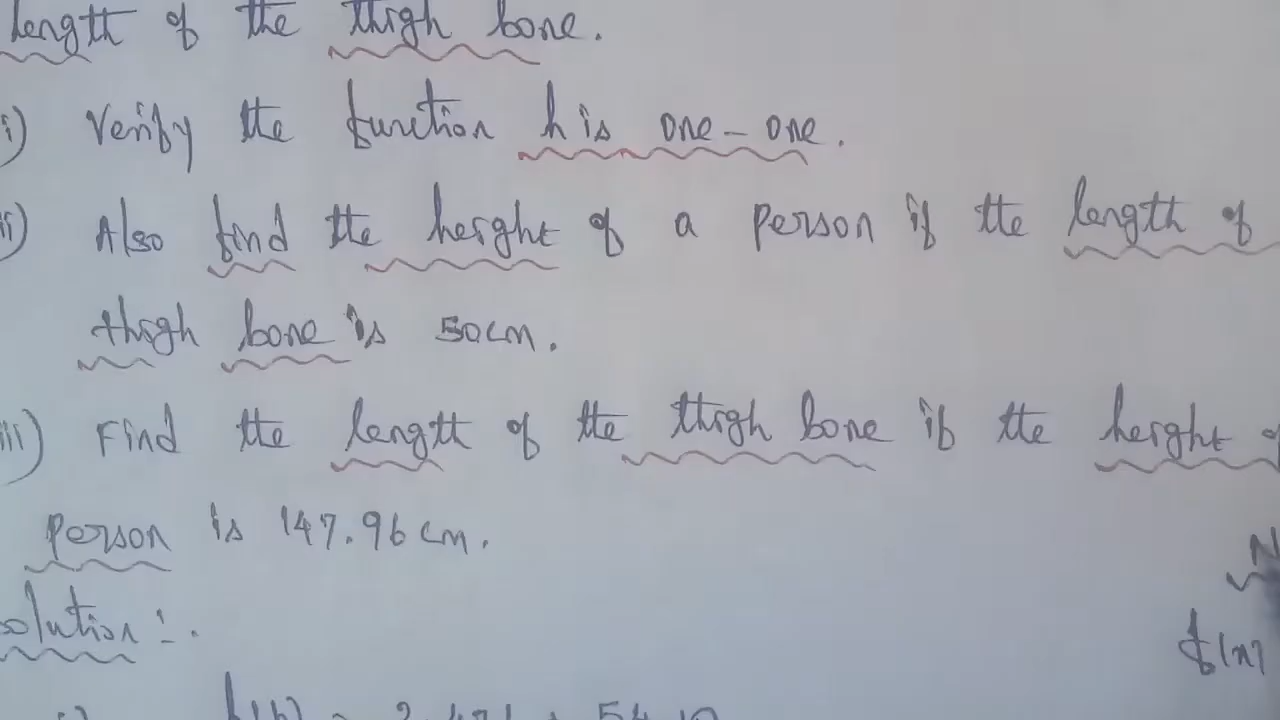 length of the thigh bone.
i) Verify the function h is one-one.
ii) Also find the height of a person if the length of
thigh bone is 50cm.
iii) Find the length of the thigh bone if the height
person is 147.96 cm.
solution :-
f(x)